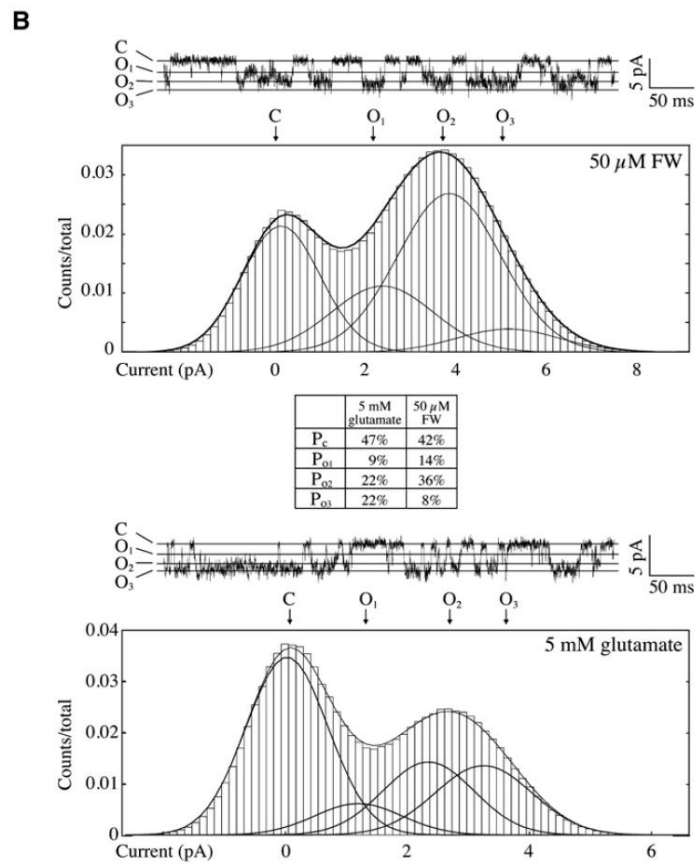 B
C
O₁
O₂
O₃
5 pA
50 ms
C O₁ O₂ O₃
50 µM FW
Counts/total
0.03
0.02
0.01
0
Current (pA) 0 2 4 6 8
5 mM glutamate 50 µM FW
Pc 47% 42%
Po1 9% 14%
Po2 22% 36%
Po3 22% 8%
C
O₁
O₂
O₃
5 pA
50 ms
C O₁ O₂ O₃
5 mM glutamate
Counts/total
0.04
0.03
0.02
0.01
0
Current (pA) 0 2 4 6